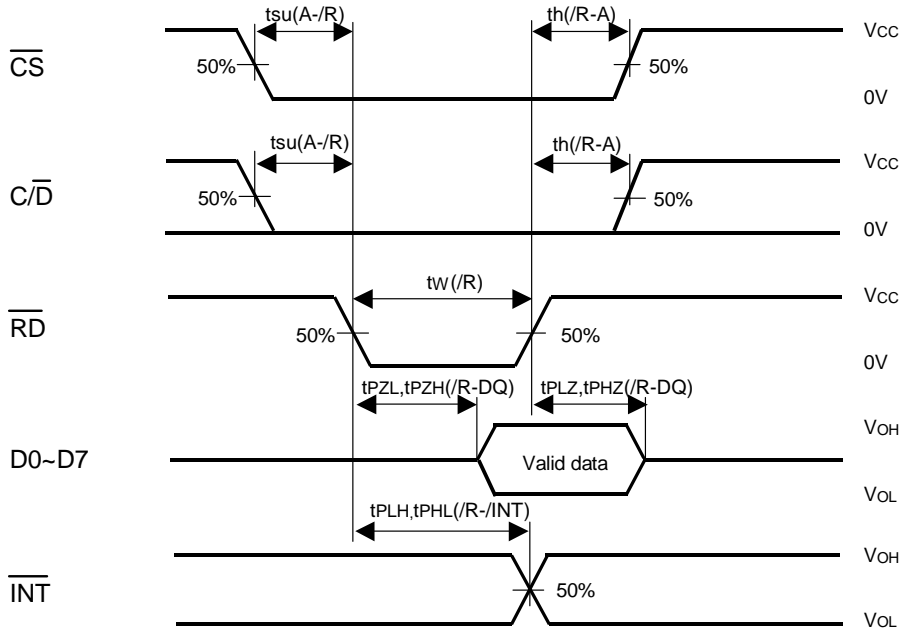 tsu(A-/R) th(/R-A) VCC
CS 50% 50%
0V
tsu(A-/R) th(/R-A) VCC
C/D 50% 50%
0V
tW(/R) VCC
RD 50% 50%
0V
tPZL,tPZH(/R-DQ) tPLZ,tPHZ(/R-DQ)
VOH
D0~D7 Valid data
VOL
tPLH,tPHL(/R-/INT)
VOH
INT 50%
VOL